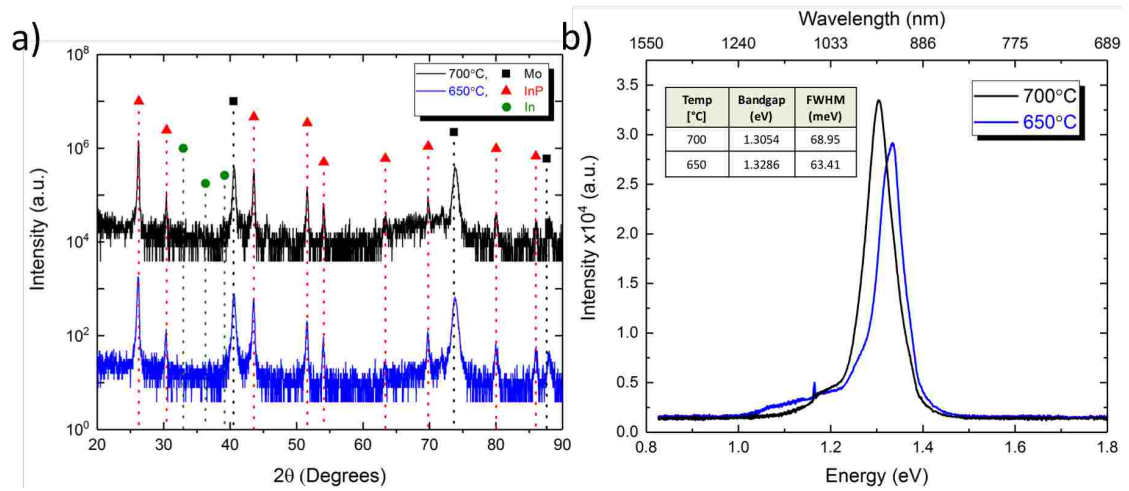 a)
Intensity (a.u.)
10^8
10^6
10^4
10^2
10^0
700°C, Mo
650°C, InP
In
20 30 40 50 60 70 80 90
2θ (Degrees)
b)
Wavelength (nm)
1550 1240 1033 886 775 689
Intensity x10^4 (a.u.)
3.5
3.0
2.5
2.0
1.5
1.0
0.5
0.0
Temp [°C] Bandgap (eV) FWHM (meV)
700 1.3054 68.95
650 1.3286 63.41
700°C
650°C
1.0 1.2 1.4 1.6 1.8
Energy (eV)